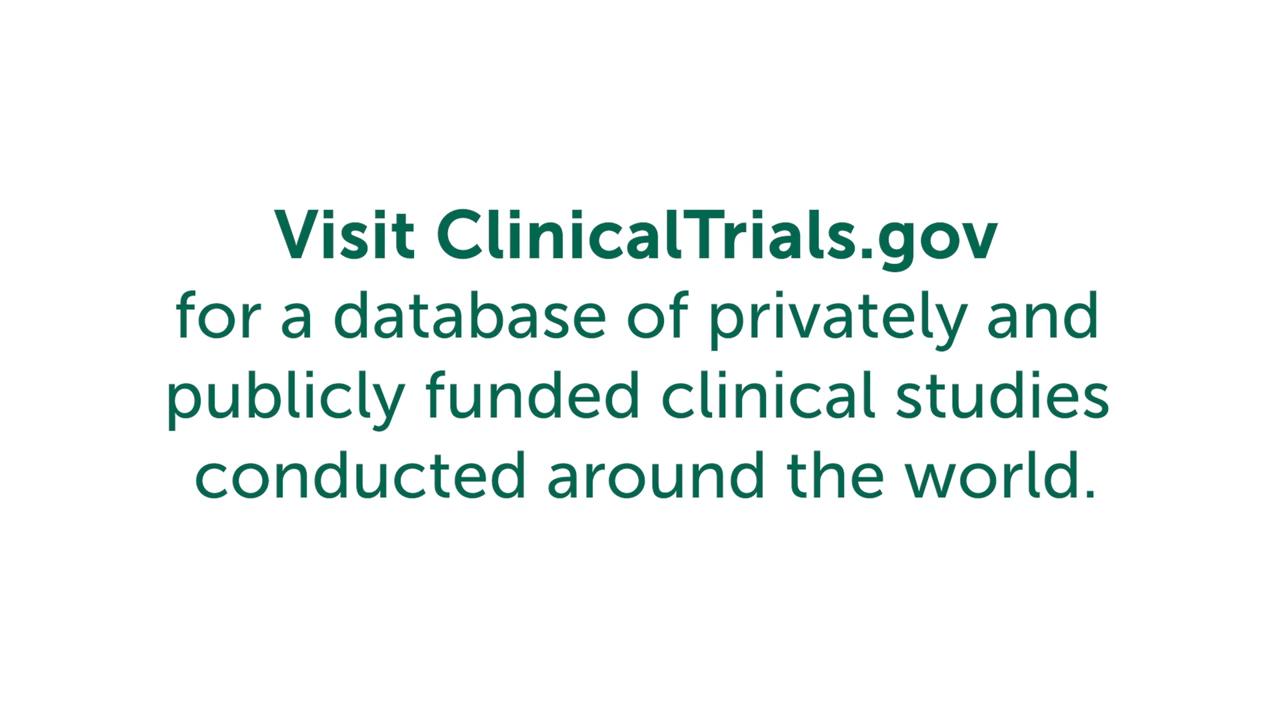 Visit ClinicalTrials.gov
for a database of privately and
publicly funded clinical studies
conducted around the world.